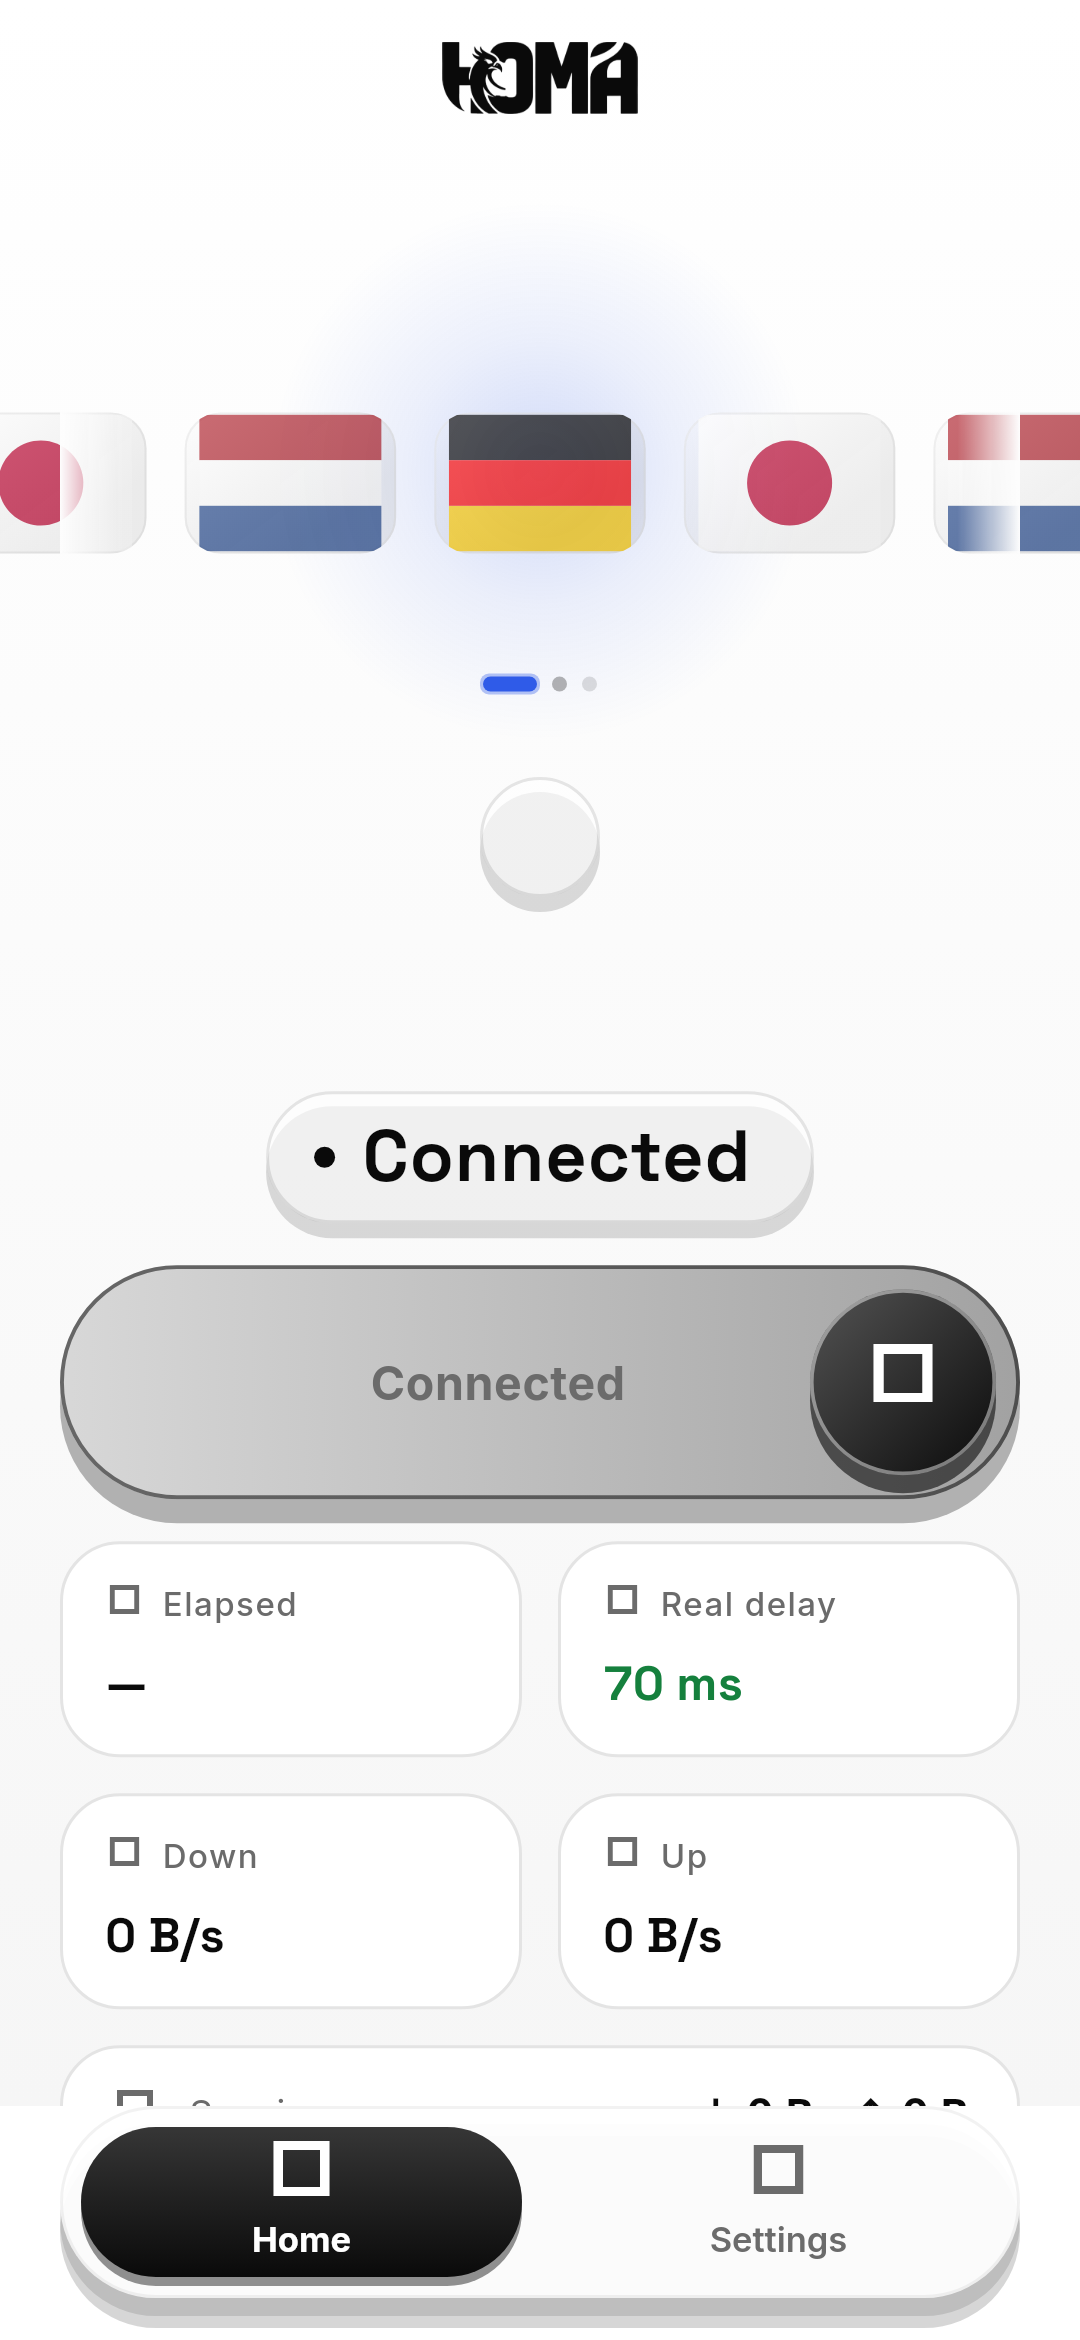 HOMA
• Connected
Connected
Elapsed
Real delay
—
70 ms
Down
Up
0 B/s
0 B/s
Home
Settings